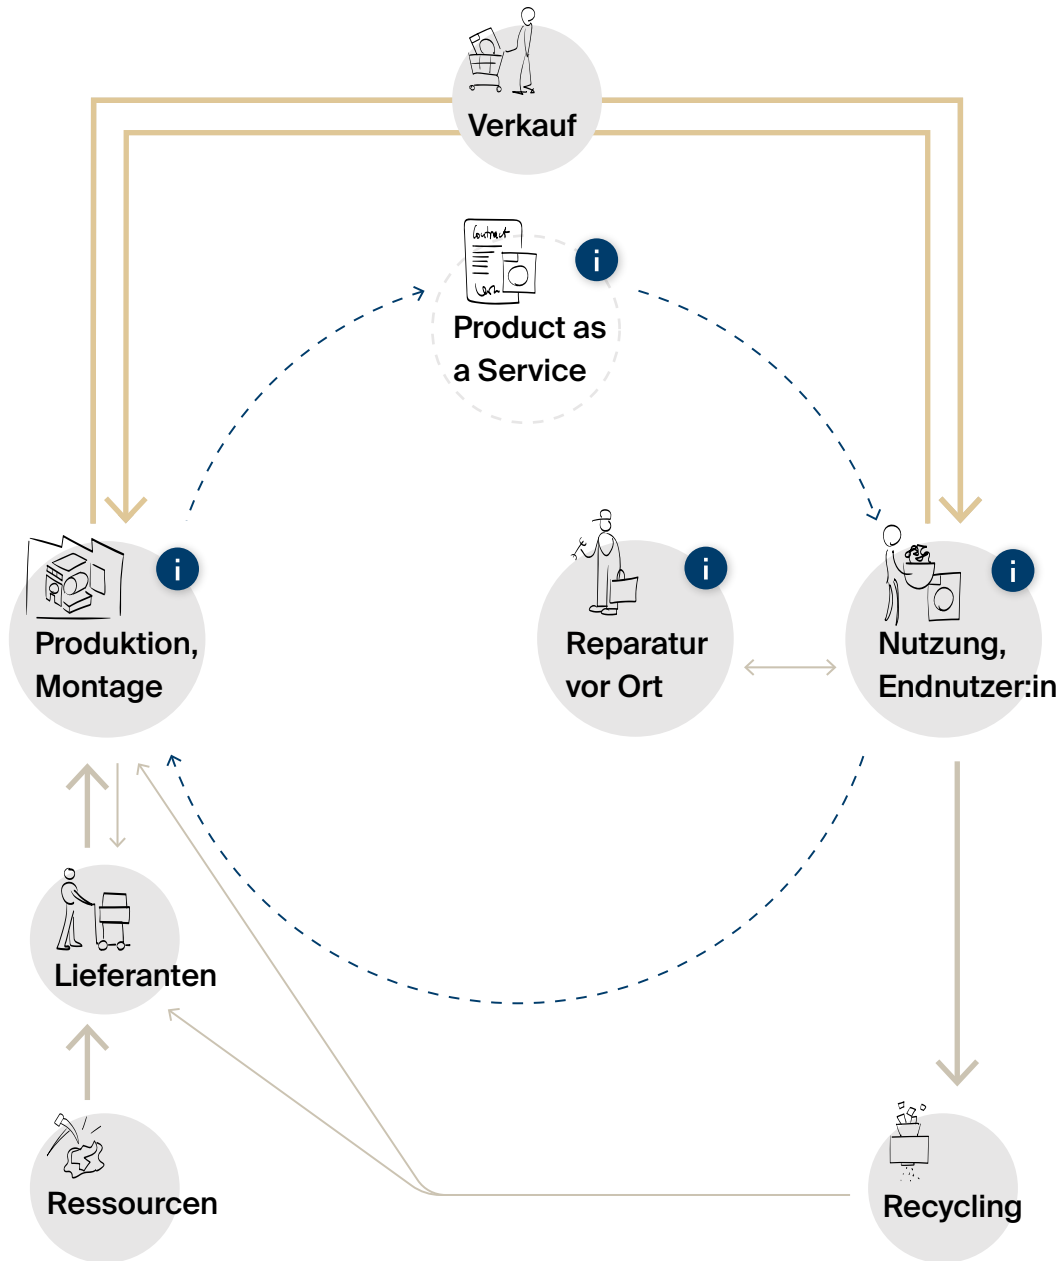 Verkauf
Contract
i
Product as
a Service
i
Produktion,
Montage
i
Reparatur
vor Ort
i
Nutzung,
Endnutzer:in
Lieferanten
Ressourcen
Recycling